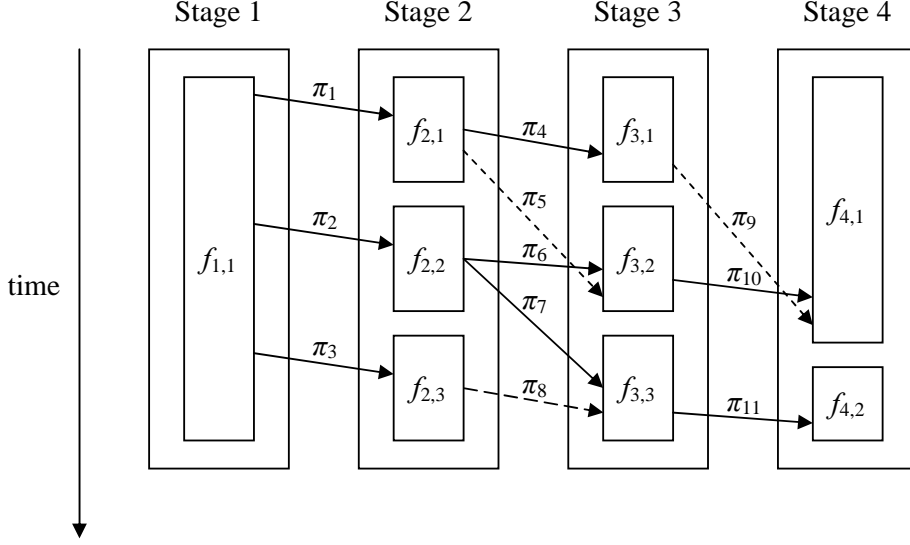 Stage 1 Stage 2 Stage 3 Stage 4
π1
π4
f2,1 f3,1
π5
π9
f4,1
π2
f1,1 f2,2 π6 f3,2
π10
time
π7
π3
f2,3 π8 f3,3 π11 f4,2